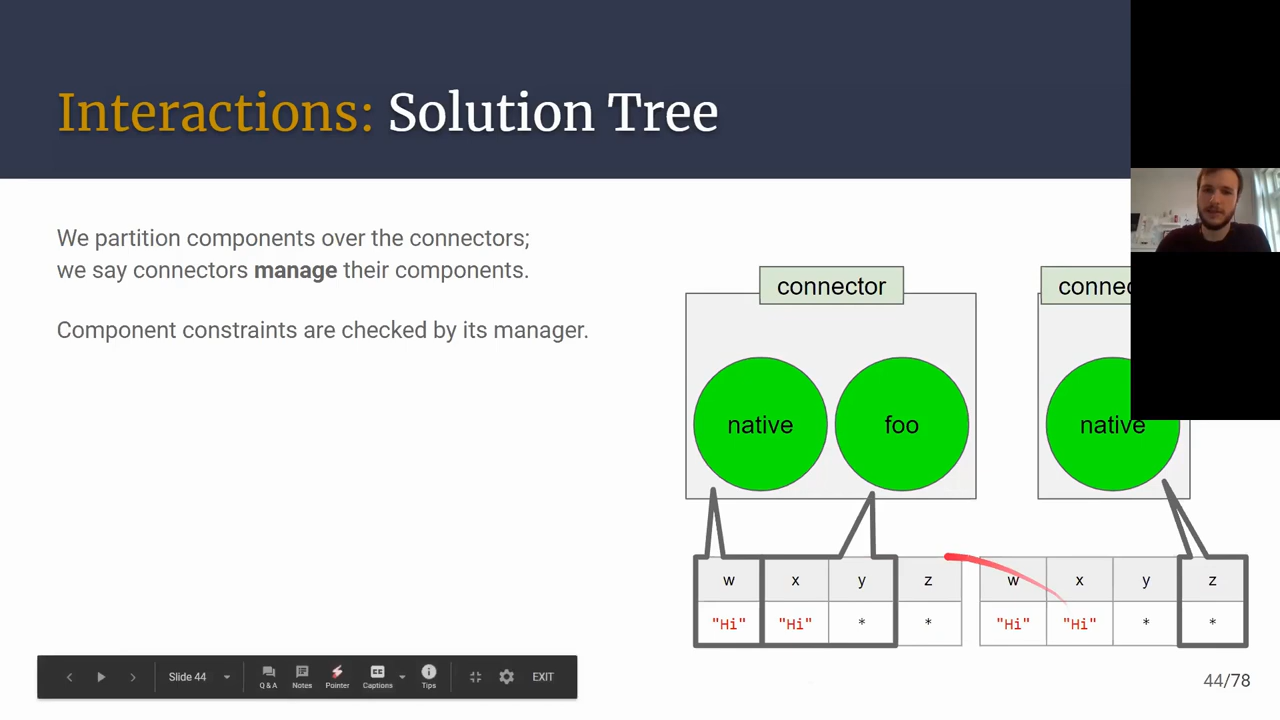 Interactions: Solution Tree
We partition components over the connectors;
we say connectors manage their components.
Component constraints are checked by its manager.
connector
native
foo
native
w x y z
"Hi" "Hi" * *
w x y z
"Hi" "Hi" * *
Slide 44
Q & A
Notes
Pointer
Captions
Tips
EXIT
44/78